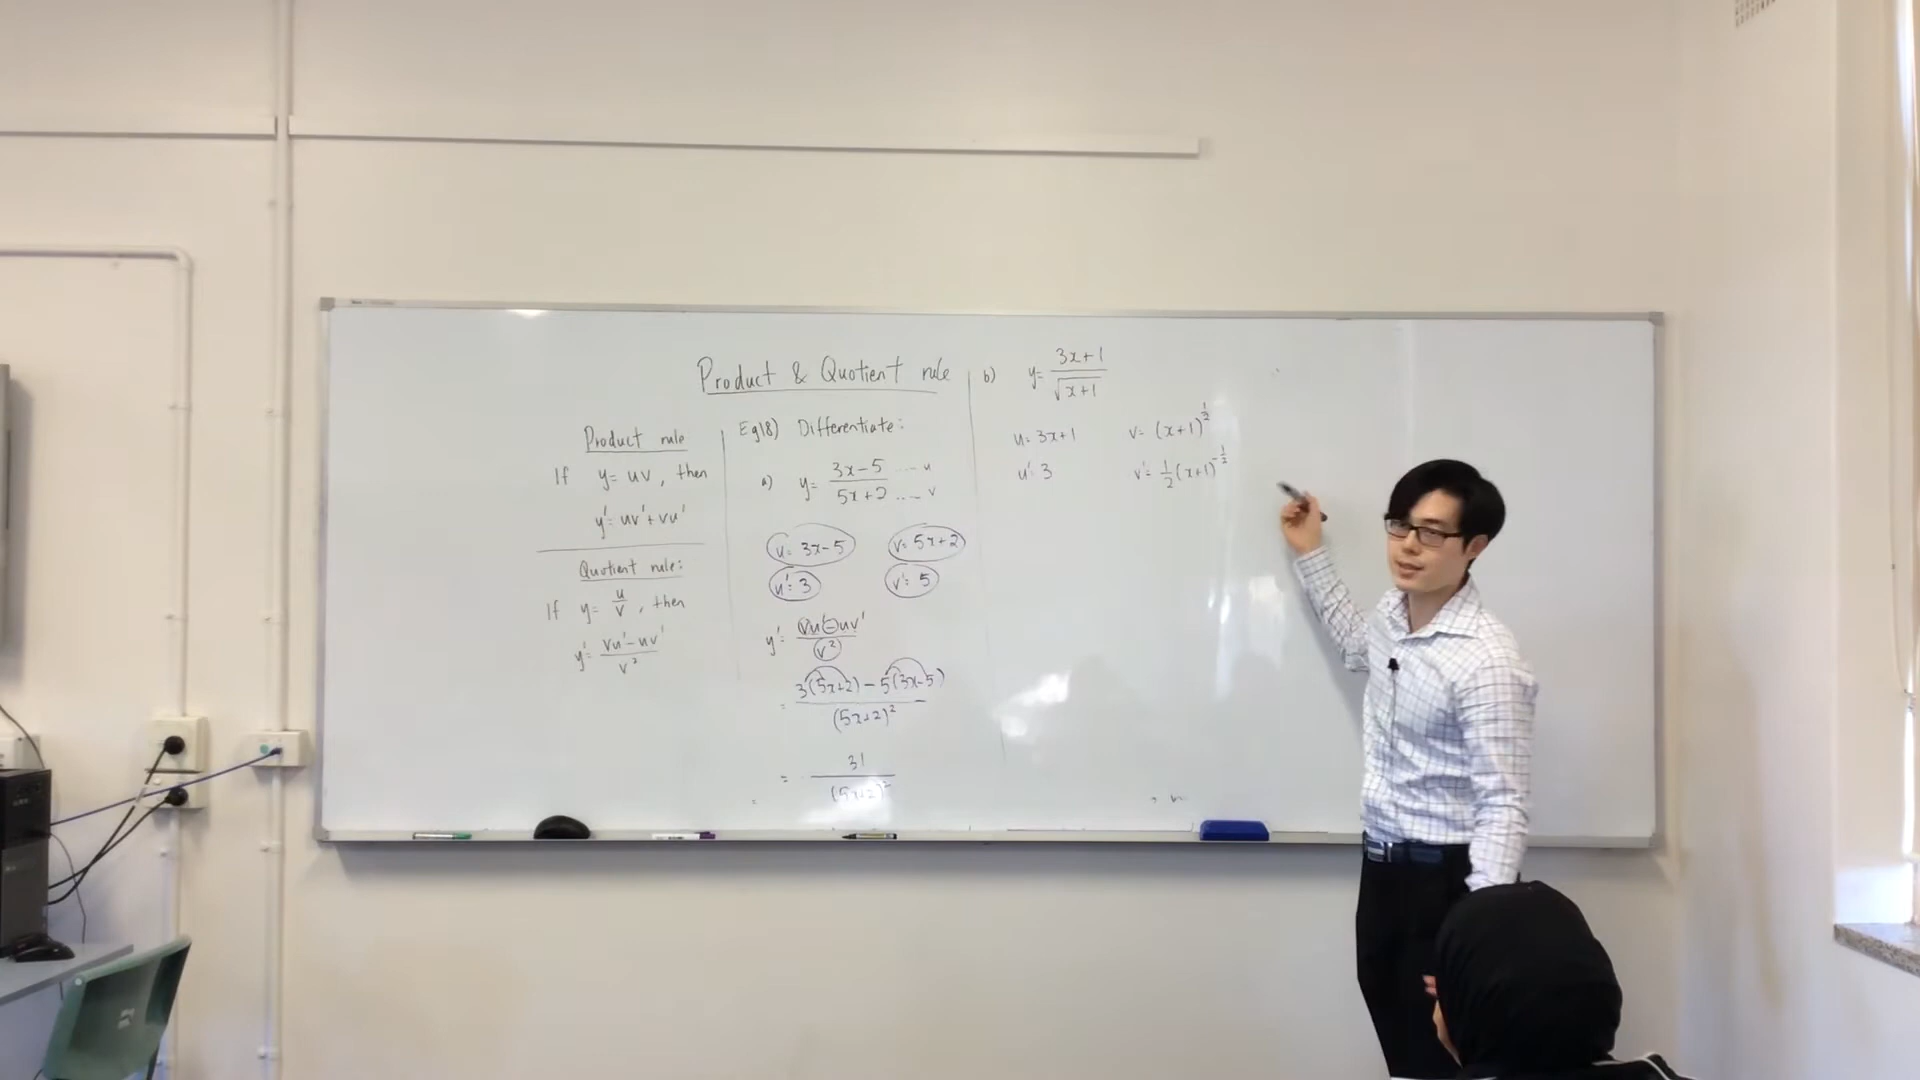 Product & Quotient rule
Product rule
If y = uv, then
y' = uv' + vu'
Quotient rule:
If y = u/v, then
y' = (vu' - uv')/v²
Eg18) Differentiate:
a) y = (3x-5)/(5x+2) .... u .... v
u = 3x-5 v = 5x+2
u' = 3 v' = 5
y' = (vu' - uv')/v²
= (3(5x+2) - 5(3x-5))/(5x+2)²
= 31/(5x+2)²
b) y = (3x+1)/√(x+1)
u = 3x+1 v = (x+1)^(1/2)
u' = 3 v' = 1/2(x+1)^(-1/2)